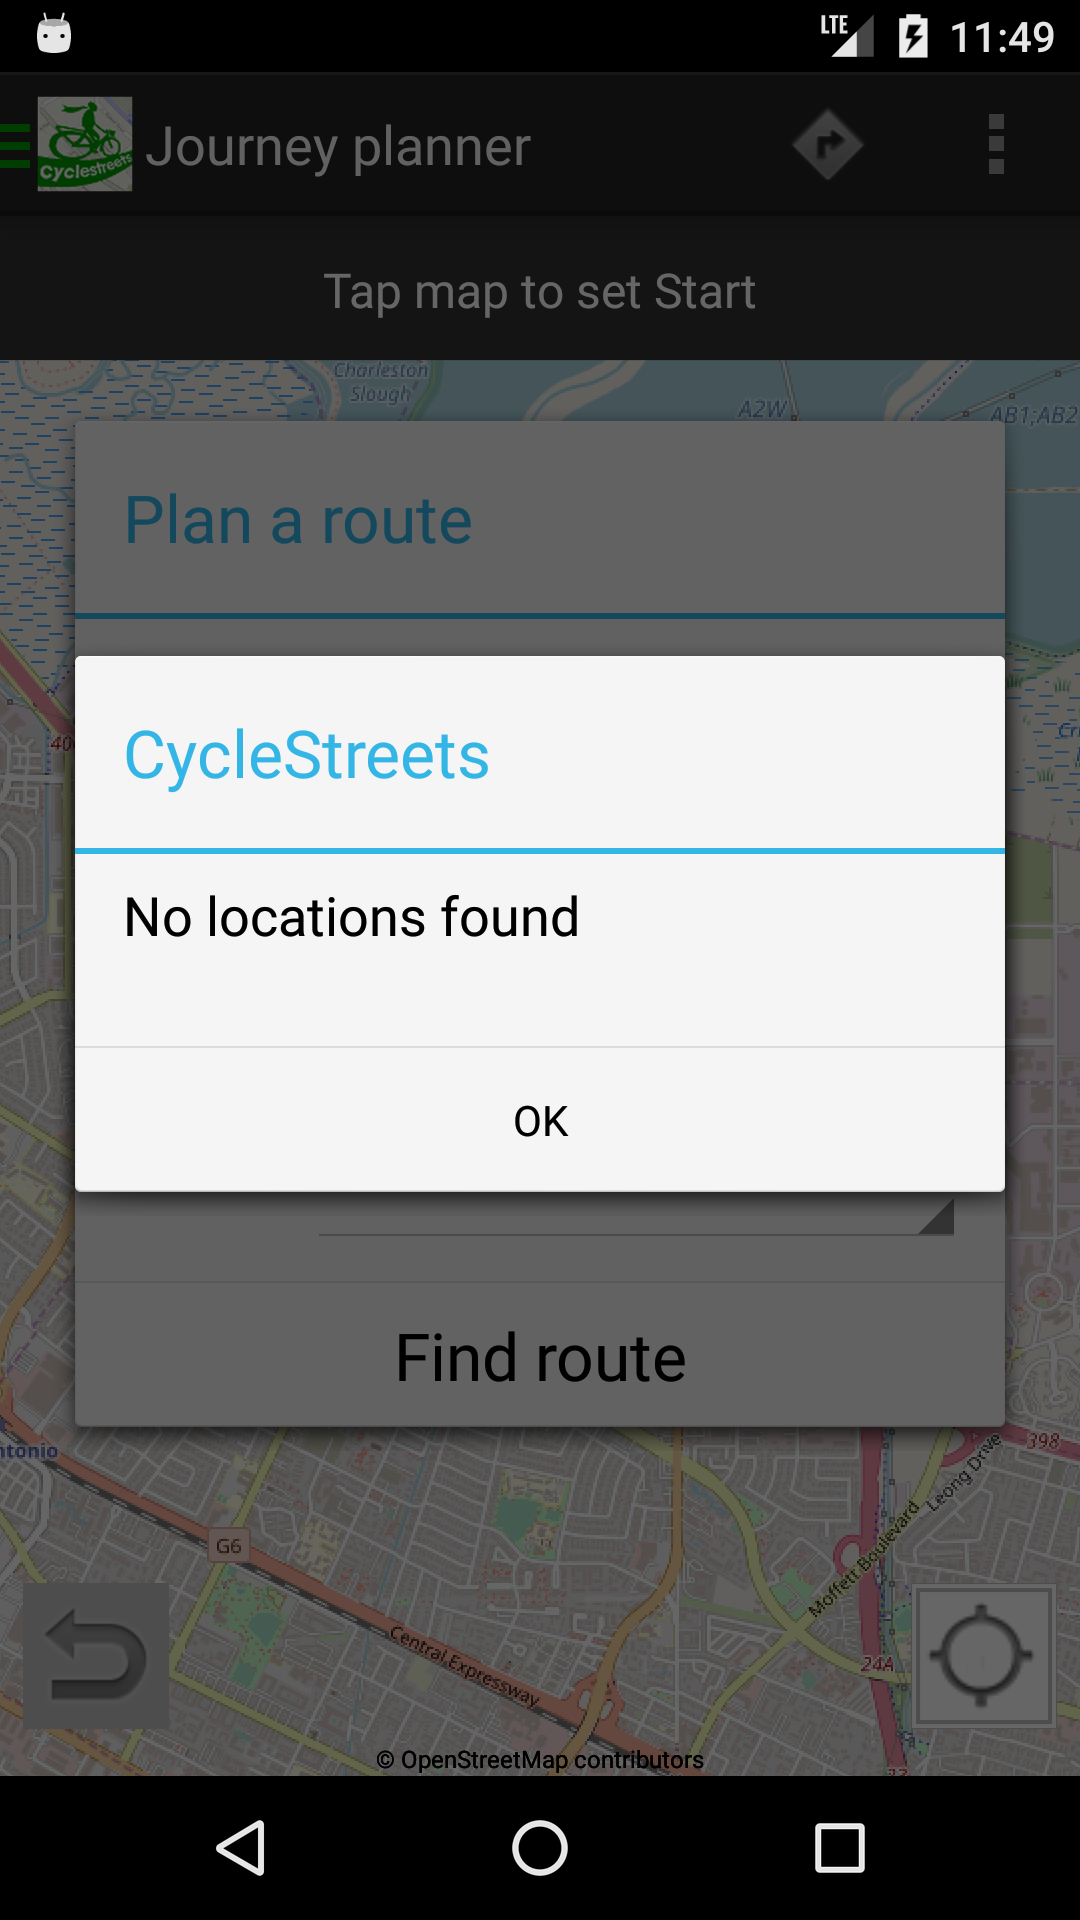 LTE 11:49
Cyclestreets
Journey planner
Tap map to set Start
Charleston
Slough
A2W
AB1;AB2
Plan a route
CycleStreets
No locations found
OK
Find route
398
Leong Drive
ntonio
G6
Moffett Boulevard
Central Expressway
24A
© OpenStreetMap contributors